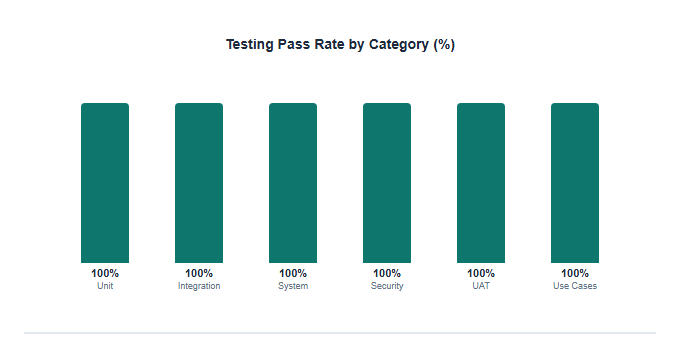 Testing Pass Rate by Category (%)
100% 100% 100% 100% 100% 100%
Unit Integration System Security UAT Use Cases